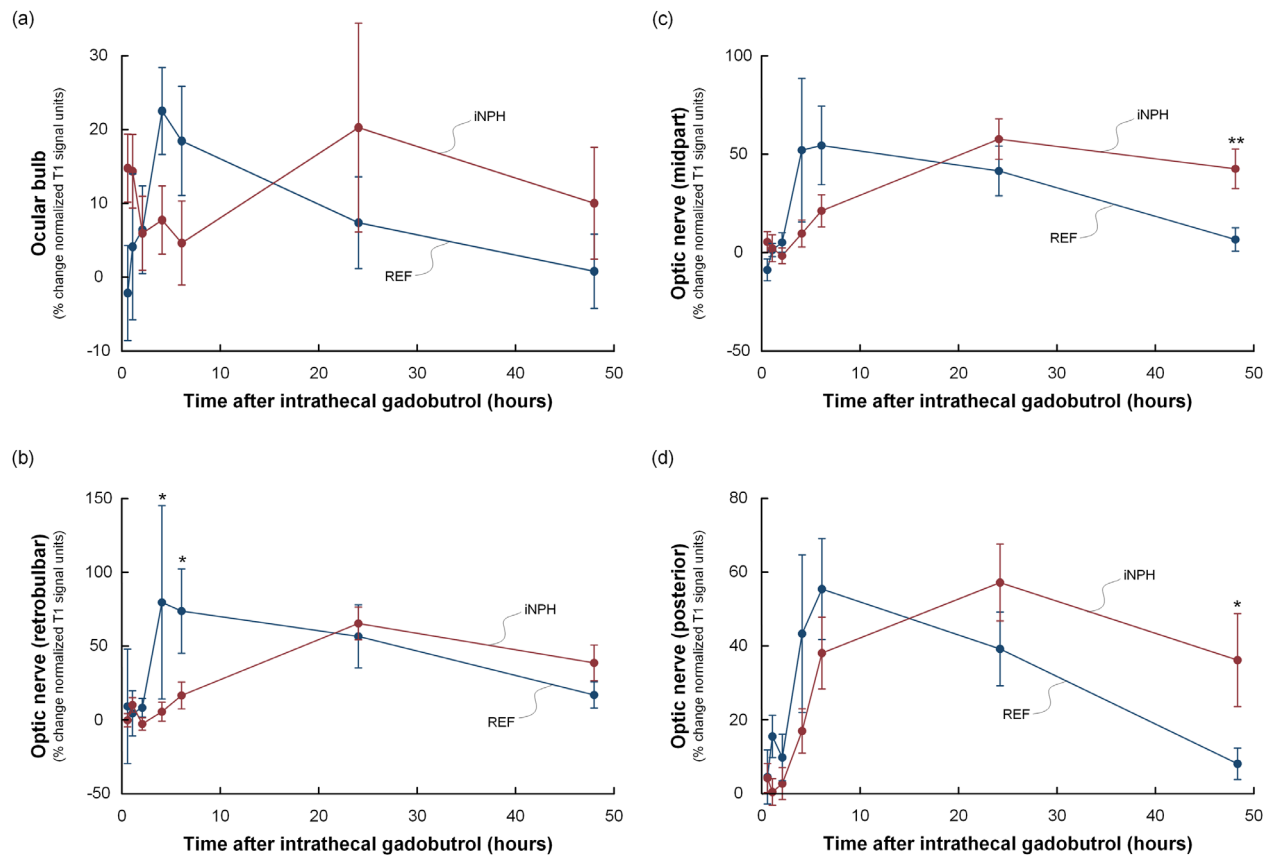 (a)
Ocular bulb
(% change normalized T1 signal units)
30
20
10
0
-10
iNPH
REF
0 10 20 30 40 50
Time after intrathecal gadobutrol (hours)
(b)
Optic nerve (retrobulbar)
(% change normalized T1 signal units)
150
100
50
0
-50
*
*
iNPH
REF
0 10 20 30 40 50
Time after intrathecal gadobutrol (hours)
(c)
Optic nerve (midpart)
(% change normalized T1 signal units)
100
50
0
-50
iNPH
**
REF
0 10 20 30 40 50
Time after intrathecal gadobutrol (hours)
(d)
Optic nerve (posterior)
(% change normalized T1 signal units)
80
60
40
20
0
iNPH
*
REF
0 10 20 30 40 50
Time after intrathecal gadobutrol (hours)